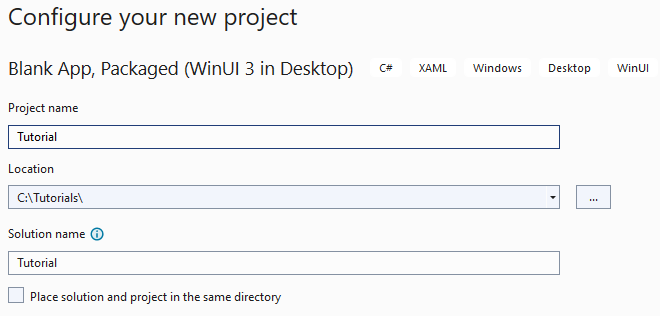 Configure your new project
Blank App, Packaged (WinUI 3 in Desktop) C# XAML Windows Desktop WinUI
Project name
Tutorial
Location
C:\Tutorials\
...
Solution name
Tutorial
Place solution and project in the same directory